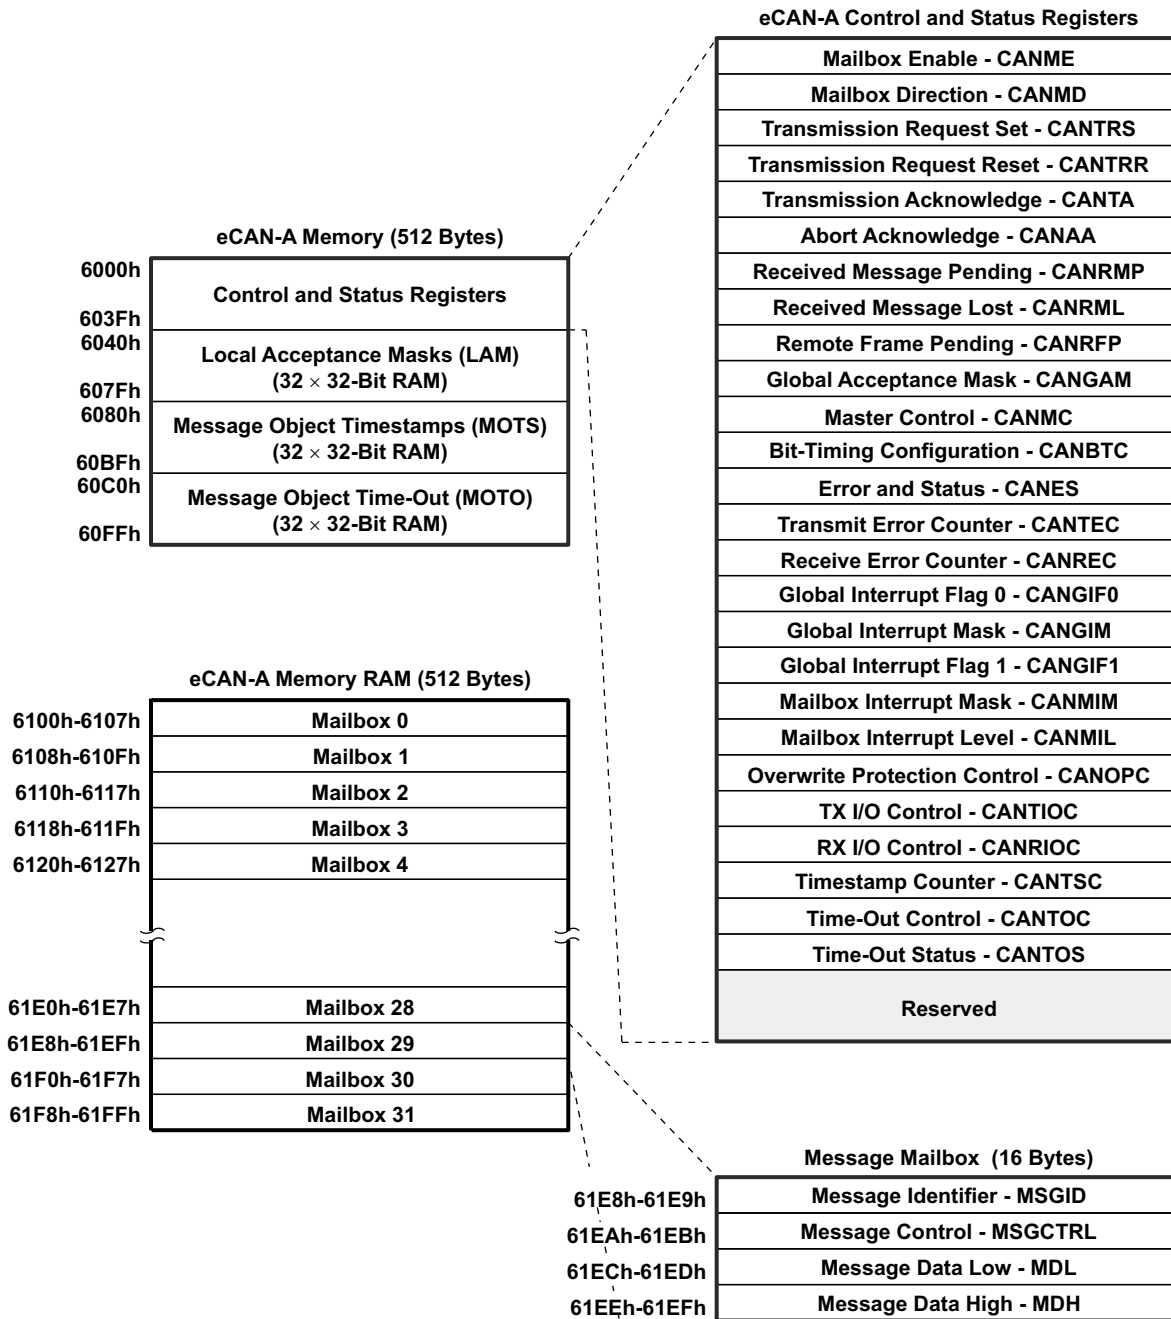 eCAN-A Control and Status Registers
Mailbox Enable - CANME
Mailbox Direction - CANMD
Transmission Request Set - CANTRS
Transmission Request Reset - CANTRR
Transmission Acknowledge - CANTA
Abort Acknowledge - CANAA
Received Message Pending - CANRMP
Received Message Lost - CANRML
Remote Frame Pending - CANRFP
Global Acceptance Mask - CANGAM
Master Control - CANMC
Bit-Timing Configuration - CANBTC
Error and Status - CANES
Transmit Error Counter - CANTEC
Receive Error Counter - CANREC
Global Interrupt Flag 0 - CANGIF0
Global Interrupt Mask - CANGIM
Global Interrupt Flag 1 - CANGIF1
Mailbox Interrupt Mask - CANMIM
Mailbox Interrupt Level - CANMIL
Overwrite Protection Control - CANOPC
TX I/O Control - CANTIOC
RX I/O Control - CANRIOC
Timestamp Counter - CANTSC
Time-Out Control - CANTOC
Time-Out Status - CANTOS
Reserved
eCAN-A Memory (512 Bytes)
6000h
Control and Status Registers
603Fh
6040h
Local Acceptance Masks (LAM)
(32 × 32-Bit RAM)
607Fh
6080h
Message Object Timestamps (MOTS)
(32 × 32-Bit RAM)
60BFh
60C0h
Message Object Time-Out (MOTO)
(32 × 32-Bit RAM)
60FFh
eCAN-A Memory RAM (512 Bytes)
6100h-6107h Mailbox 0
6108h-610Fh Mailbox 1
6110h-6117h Mailbox 2
6118h-611Fh Mailbox 3
6120h-6127h Mailbox 4
61E0h-61E7h Mailbox 28
61E8h-61EFh Mailbox 29
61F0h-61F7h Mailbox 30
61F8h-61FFh Mailbox 31
Message Mailbox (16 Bytes)
61E8h-61E9h Message Identifier - MSGID
61EAh-61EBh Message Control - MSGCTRL
61ECh-61EDh Message Data Low - MDL
61EEh-61EFh Message Data High - MDH